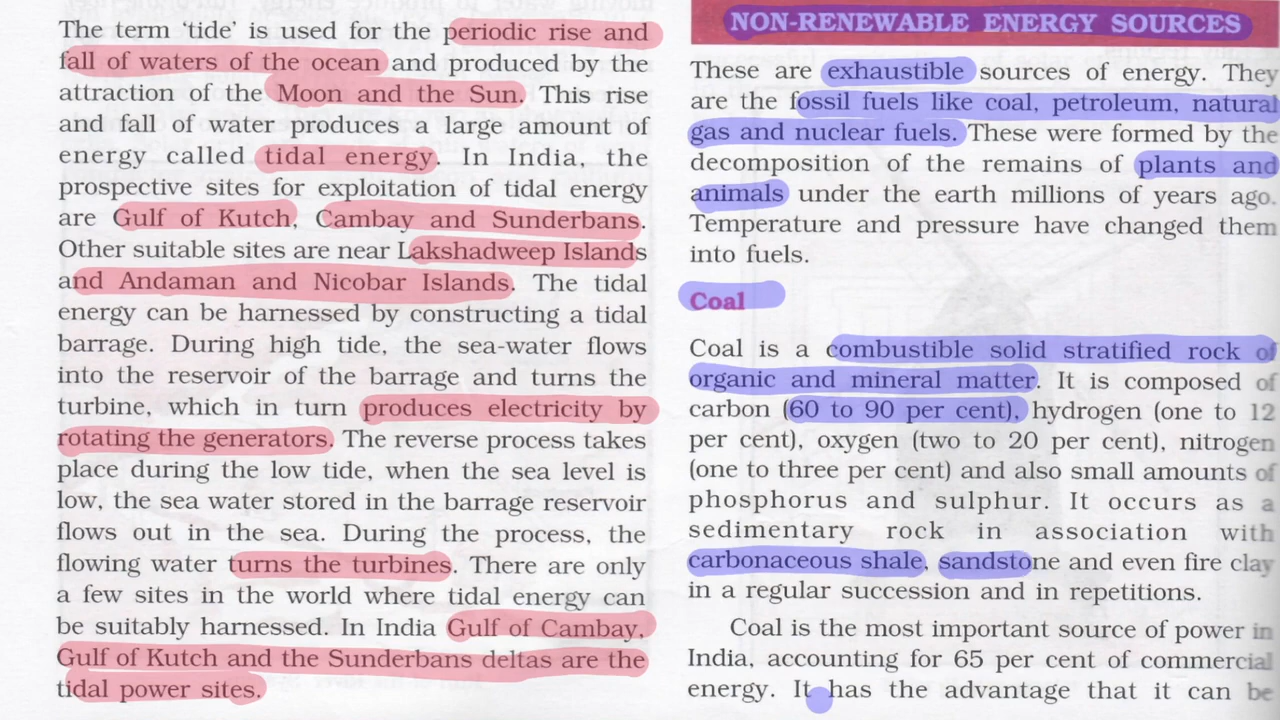 The term ‘tide’ is used for the periodic rise and
fall of waters of the ocean and produced by the
attraction of the Moon and the Sun. This rise
and fall of water produces a large amount of
energy called tidal energy. In India, the
prospective sites for exploitation of tidal energy
are Gulf of Kutch, Cambay and Sunderbans.
Other suitable sites are near Lakshadweep Islands
and Andaman and Nicobar Islands. The tidal
energy can be harnessed by constructing a tidal
barrage. During high tide, the sea-water flows
into the reservoir of the barrage and turns the
turbine, which in turn produces electricity by
rotating the generators. The reverse process takes
place during the low tide, when the sea level is
low, the sea water stored in the barrage reservoir
flows out in the sea. During the process, the
flowing water turns the turbines. There are only
a few sites in the world where tidal energy can
be suitably harnessed. In India Gulf of Cambay,
Gulf of Kutch and the Sunderbans deltas are the
tidal power sites.
NON-RENEWABLE ENERGY SOURCES
These are exhaustible sources of energy. They
are the fossil fuels like coal, petroleum, natural
gas and nuclear fuels. These were formed by the
decomposition of the remains of plants and
animals under the earth millions of years ago.
Temperature and pressure have changed them
into fuels.
Coal
Coal is a combustible solid stratified rock of
organic and mineral matter. It is composed of
carbon (60 to 90 per cent), hydrogen (one to 12
per cent), oxygen (two to 20 per cent), nitrogen
(one to three per cent) and also small amounts of
phosphorus and sulphur. It occurs as a
sedimentary rock in association with
carbonaceous shale, sandstone and even fire clay
in a regular succession and in repetitions.
Coal is the most important source of power in
India, accounting for 65 per cent of commercial
energy. It has the advantage that it can be